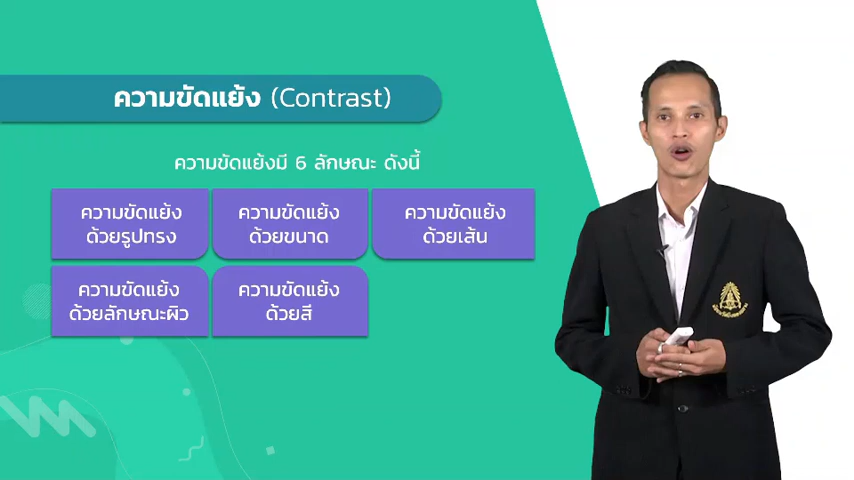 ความขัดแย้ง (Contrast)
ความขัดแย้งมี 6 ลักษณะ ดังนี้
ความขัดแย้ง
ด้วยรูปทรง
ความขัดแย้ง
ด้วยขนาด
ความขัดแย้ง
ด้วยเส้น
ความขัดแย้ง
ด้วยลักษณะผิว
ความขัดแย้ง
ด้วยสี